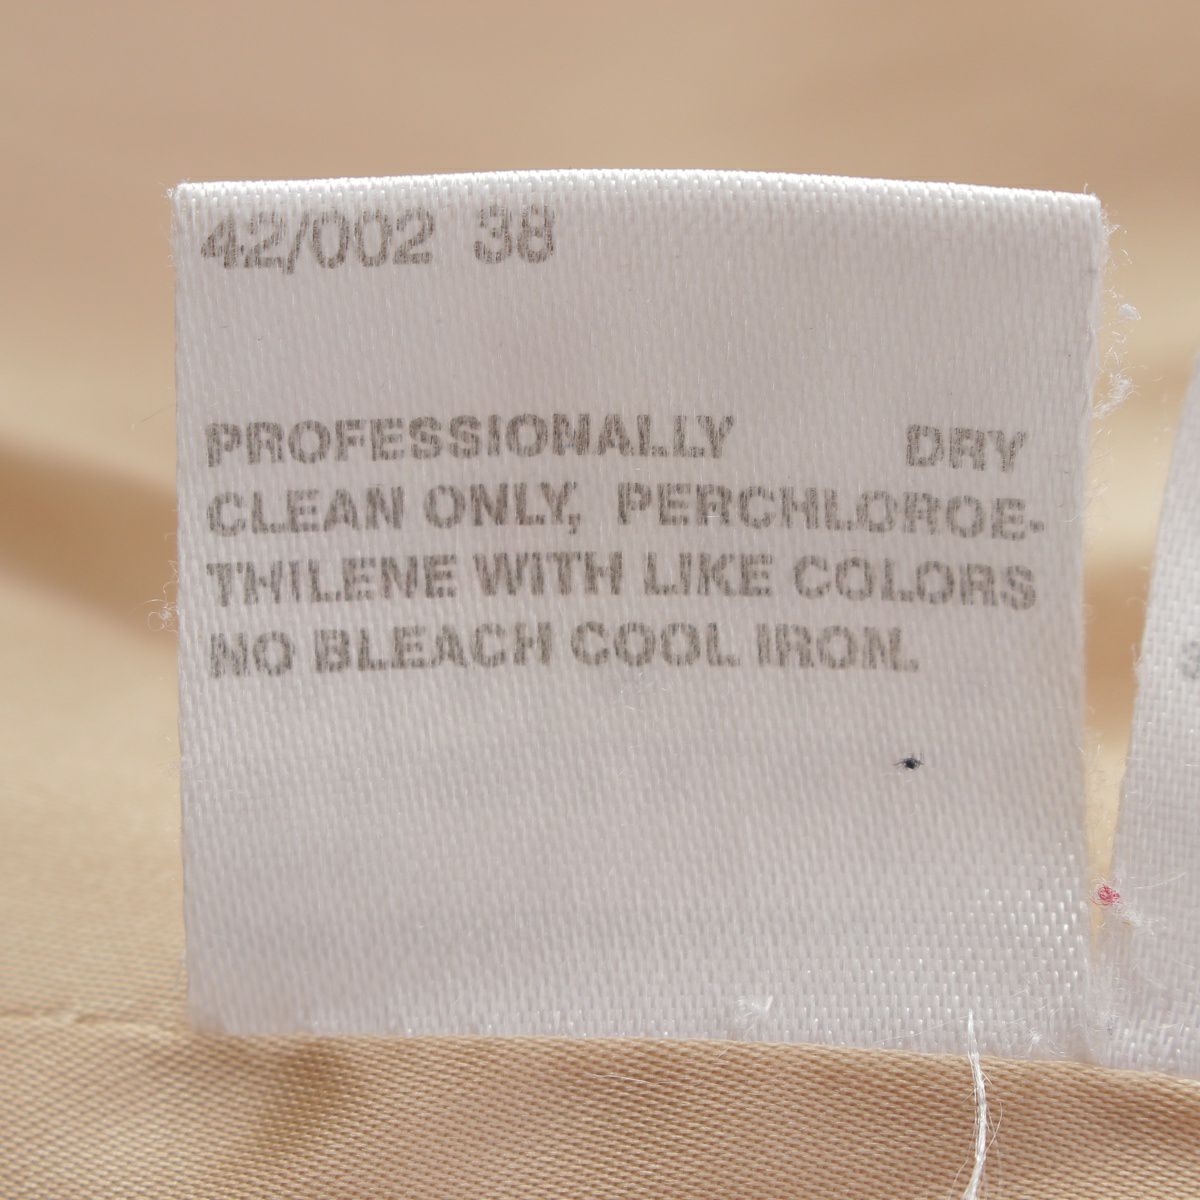 42/002 38
PROFESSIONALLY DRY
CLEAN ONLY, PERCHLOROE-
THILENE WITH LIKE COLORS
NO BLEACH COOL IRON.